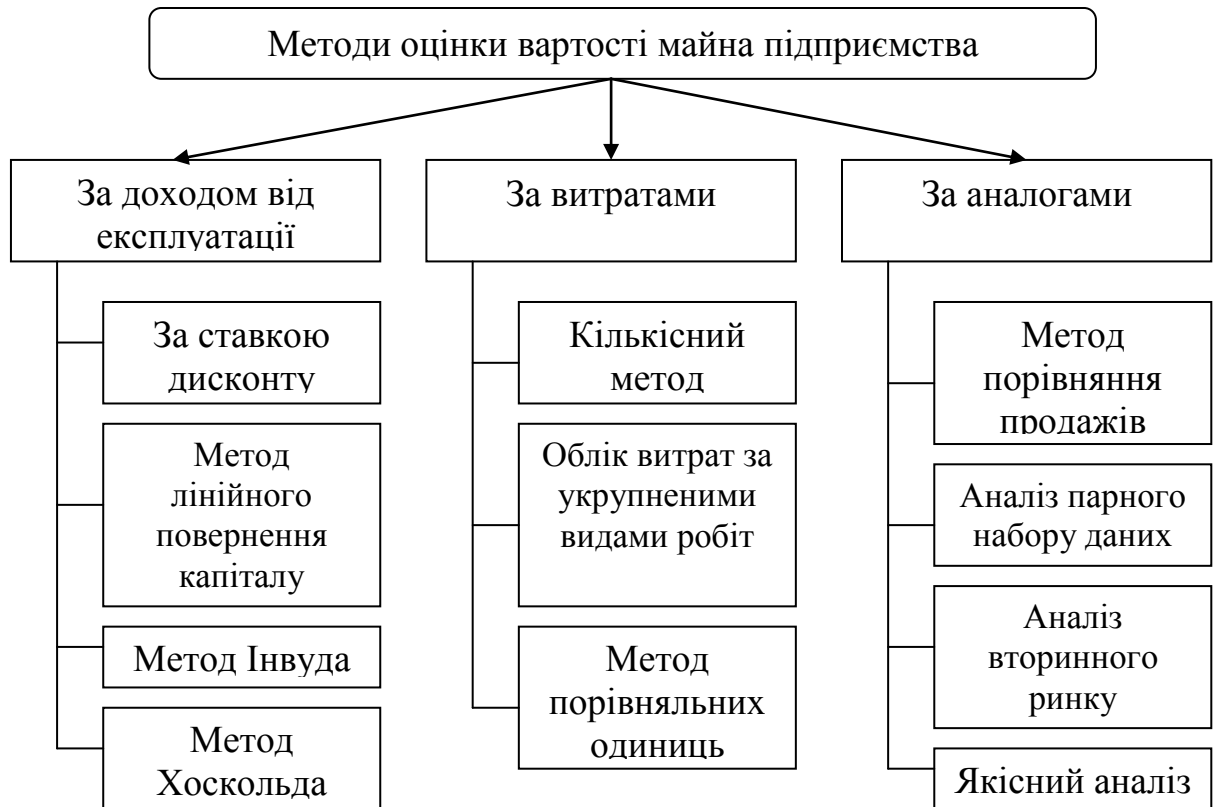 Методи оцінки вартості майна підприємства
За доходом від
експлуатації
За ставкою
дисконту
Метод
лінійного
повернення
капіталу
Метод Інвуда
Метод
Хоскольда
За витратами
Кількісний
метод
Облік витрат за
укрупненими
видами робіт
Метод
порівняльних
одиниць
За аналогами
Метод
порівняння
продажів
Аналіз парного
набору даних
Аналіз
вторинного
ринку
Якісний аналіз